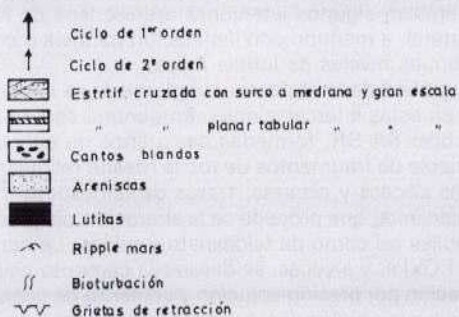 Ciclo de 1er orden
Ciclo de 2º orden
Estrtif. cruzada con surco a mediana y gran escala
" planar tabular " "
Cantos blandos
Areniscas
Lutitas
Ripple mars
Bioturbación
Grietas de retracción